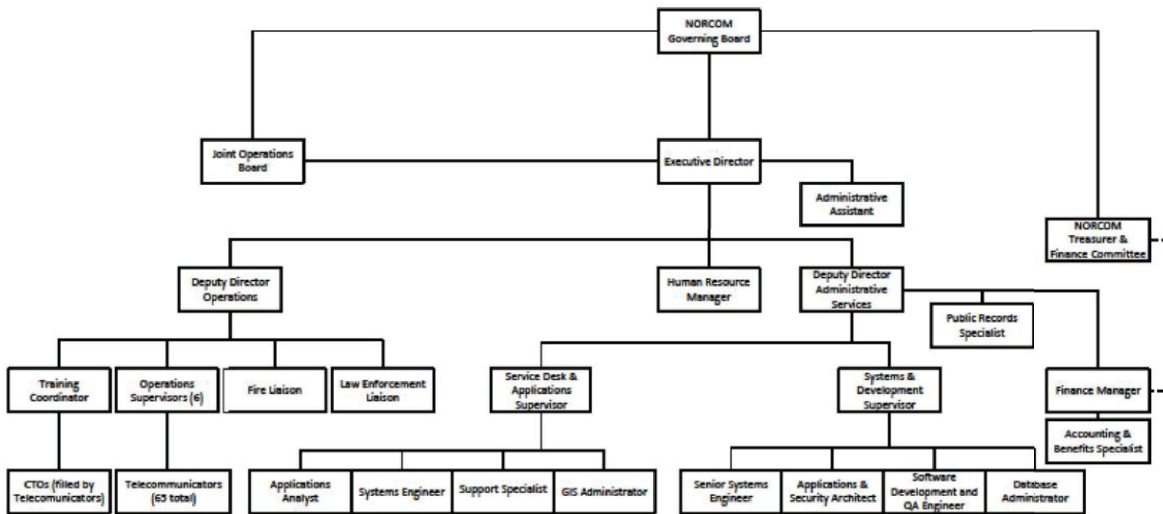 NORCOM
Governing Board
Joint Operations
Board
Executive Director
Administrative
Assistant
NORCOM
Treasurer &
Finance Committee
Deputy Director
Operations
Human Resource
Manager
Deputy Director
Administrative
Services
Public Records
Specialist
Training
Coordinator
Operations
Supervisors (6)
Fire Liaison
Law Enforcement
Liaison
Service Desk &
Applications
Supervisor
Systems &
Development
Supervisor
Finance Manager
Accounting &
Benefits Specialist
CTOs (filled by
Telecomunicators)
Telecommunicators
(65 total)
Applications
Analyst
Systems Engineer
Support Specialist
GIS Administrator
Senior Systems
Engineer
Applications &
Security Architect
Software
Development and
QA Engineer
Database
Administrator